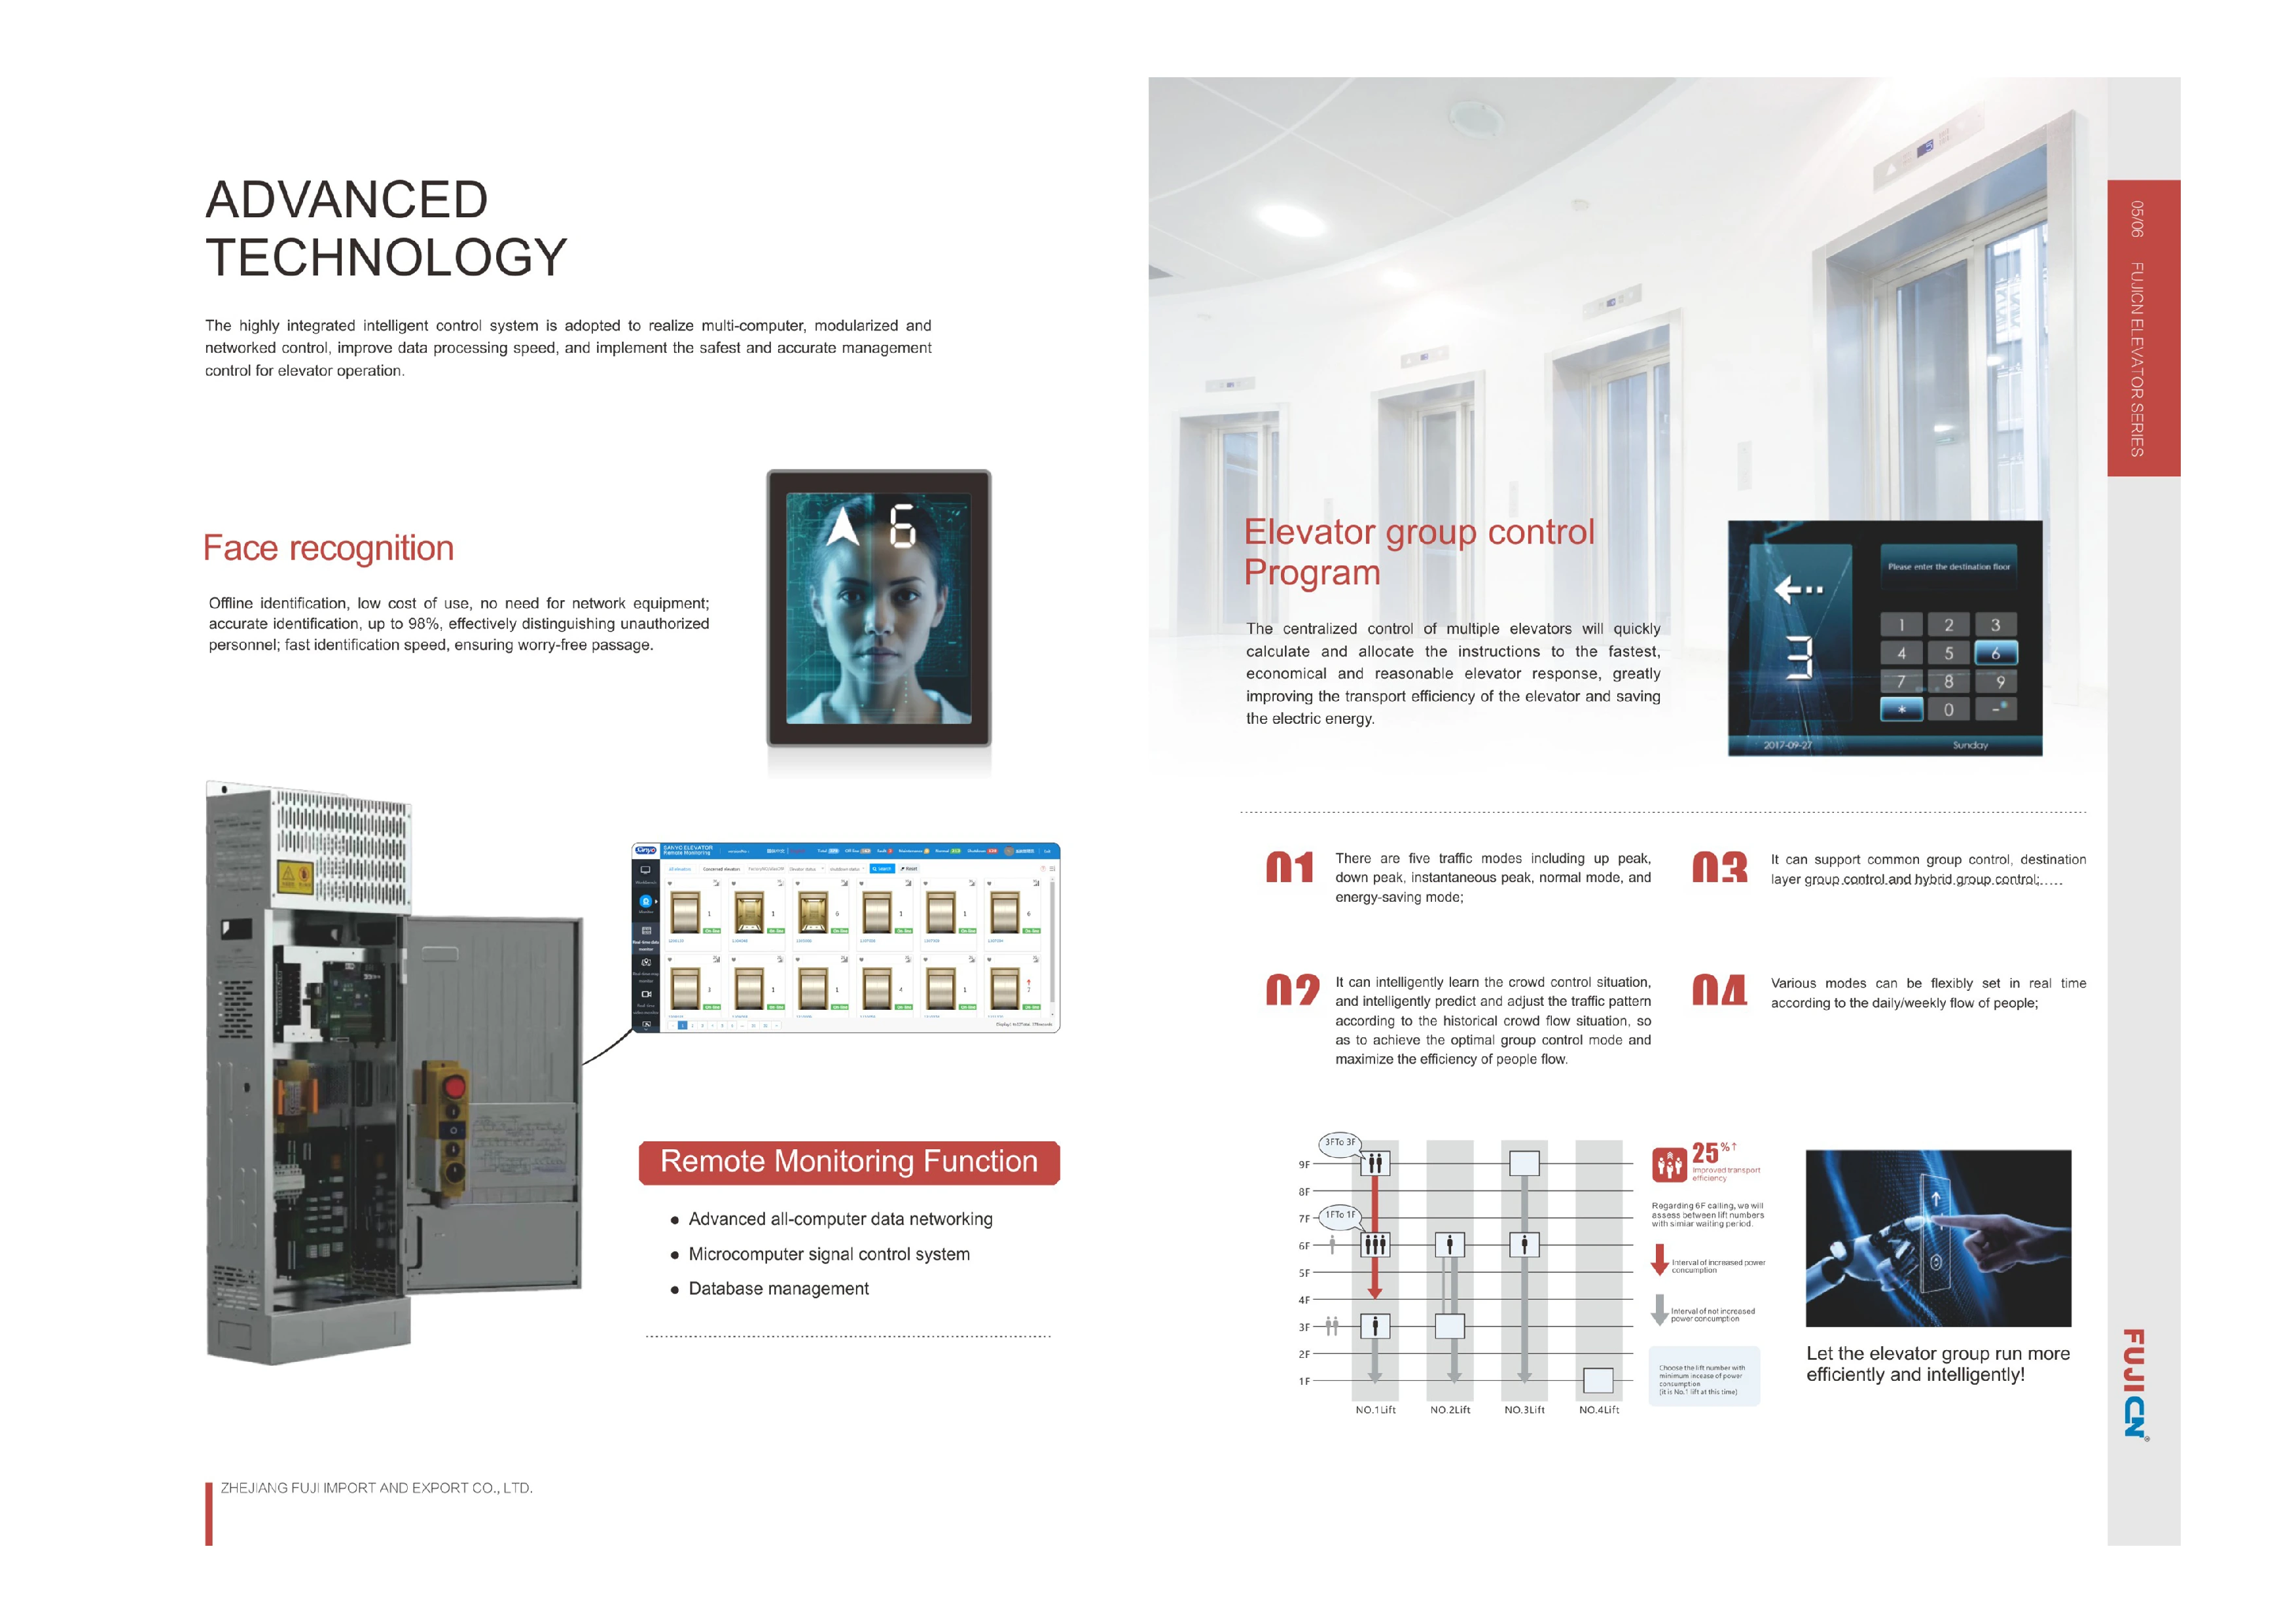 ADVANCED
TECHNOLOGY
The highly integrated intelligent control system is adopted to realize multi-computer, modularized and
networked control, improve data processing speed, and implement the safest and accurate management
control for elevator operation.
Face recognition
Offline identification, low cost of use, no need for network equipment;
accurate identification, up to 98%, effectively distinguishing unauthorized
personnel; fast identification speed, ensuring worry-free passage.
6
SANYO ELEVATOR
Remote Monitoring
Remote Monitoring Function
● Advanced all-computer data networking
● Microcomputer signal control system
● Database management
ZHEJIANG FUJI IMPORT AND EXPORT CO., LTD.
05/06 FUJICN ELEVATOR SERIES
Elevator group control
Program
The centralized control of multiple elevators will quickly
calculate and allocate the instructions to the fastest,
economical and reasonable elevator response, greatly
improving the transport efficiency of the elevator and saving
the electric energy.
Please enter the destination floor
3
1 2 3
4 5 6
7 8 9
* 0 -
2017-09-27 Sunday
01
There are five traffic modes including up peak,
down peak, instantaneous peak, normal mode, and
energy-saving mode;
02
It can intelligently learn the crowd control situation,
and intelligently predict and adjust the traffic pattern
according to the historical crowd flow situation, so
as to achieve the optimal group control mode and
maximize the efficiency of people flow.
03
It can support common group control, destination
layer group control and hybrid group control;.....
04
Various modes can be flexibly set in real time
according to the daily/weekly flow of people;
3FTo 3F
9F
8F
7F
1FTo 1F
6F
5F
4F
3F
2F
1F
NO.1Lift NO.2Lift NO.3Lift NO.4Lift
25%↑
Improved transport
efficiency
Regarding 6F calling, we will
assess between lift numbers
with simiar waiting period.
Interval of increased power
concumption
Interval of not increased
power conumption
Choose the lift number with
minimum incease of power
consumption
(it is No.1 lift at this time)
Let the elevator group run more
efficiently and intelligently!
FUJICN®